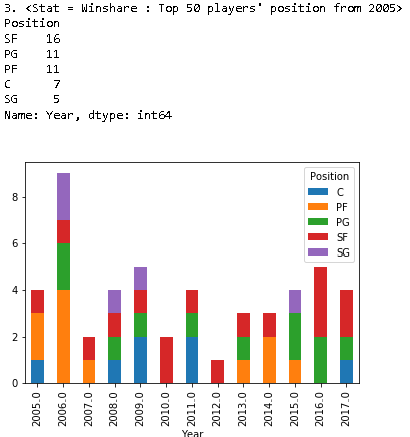 3. <Stat = Winshare : Top 50 players' position from 2005>
Position
SF 16
PG 11
PF 11
C 7
SG 5
Name: Year, dtype: int64
8
6
4
2
0
Position
C
PF
PG
SF
SG
2005.0
2006.0
2007.0
2008.0
2009.0
2010.0
2011.0
2012.0
2013.0
2014.0
2015.0
2016.0
2017.0
Year